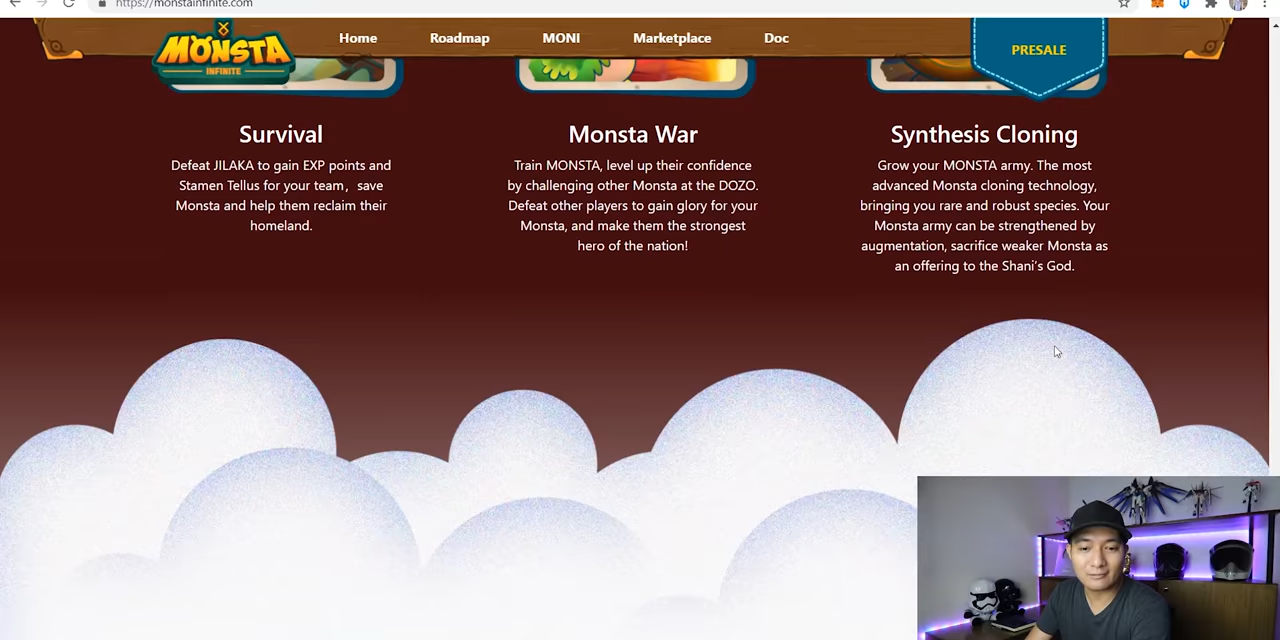 https://monstainfinite.com
MONSTA
INFINITE
Home
Roadmap
MONI
Marketplace
Doc
PRESALE
Survival
Defeat JILAKA to gain EXP points and
Stamen Tellus for your team， save
Monsta and help them reclaim their
homeland.
Monsta War
Train MONSTA, level up their confidence
by challenging other Monsta at the DOZO.
Defeat other players to gain glory for your
Monsta, and make them the strongest
hero of the nation!
Synthesis Cloning
Grow your MONSTA army. The most
advanced Monsta cloning technology,
bringing you rare and robust species. Your
Monsta army can be strengthened by
augmentation, sacrifice weaker Monsta as
an offering to the Shani's God.